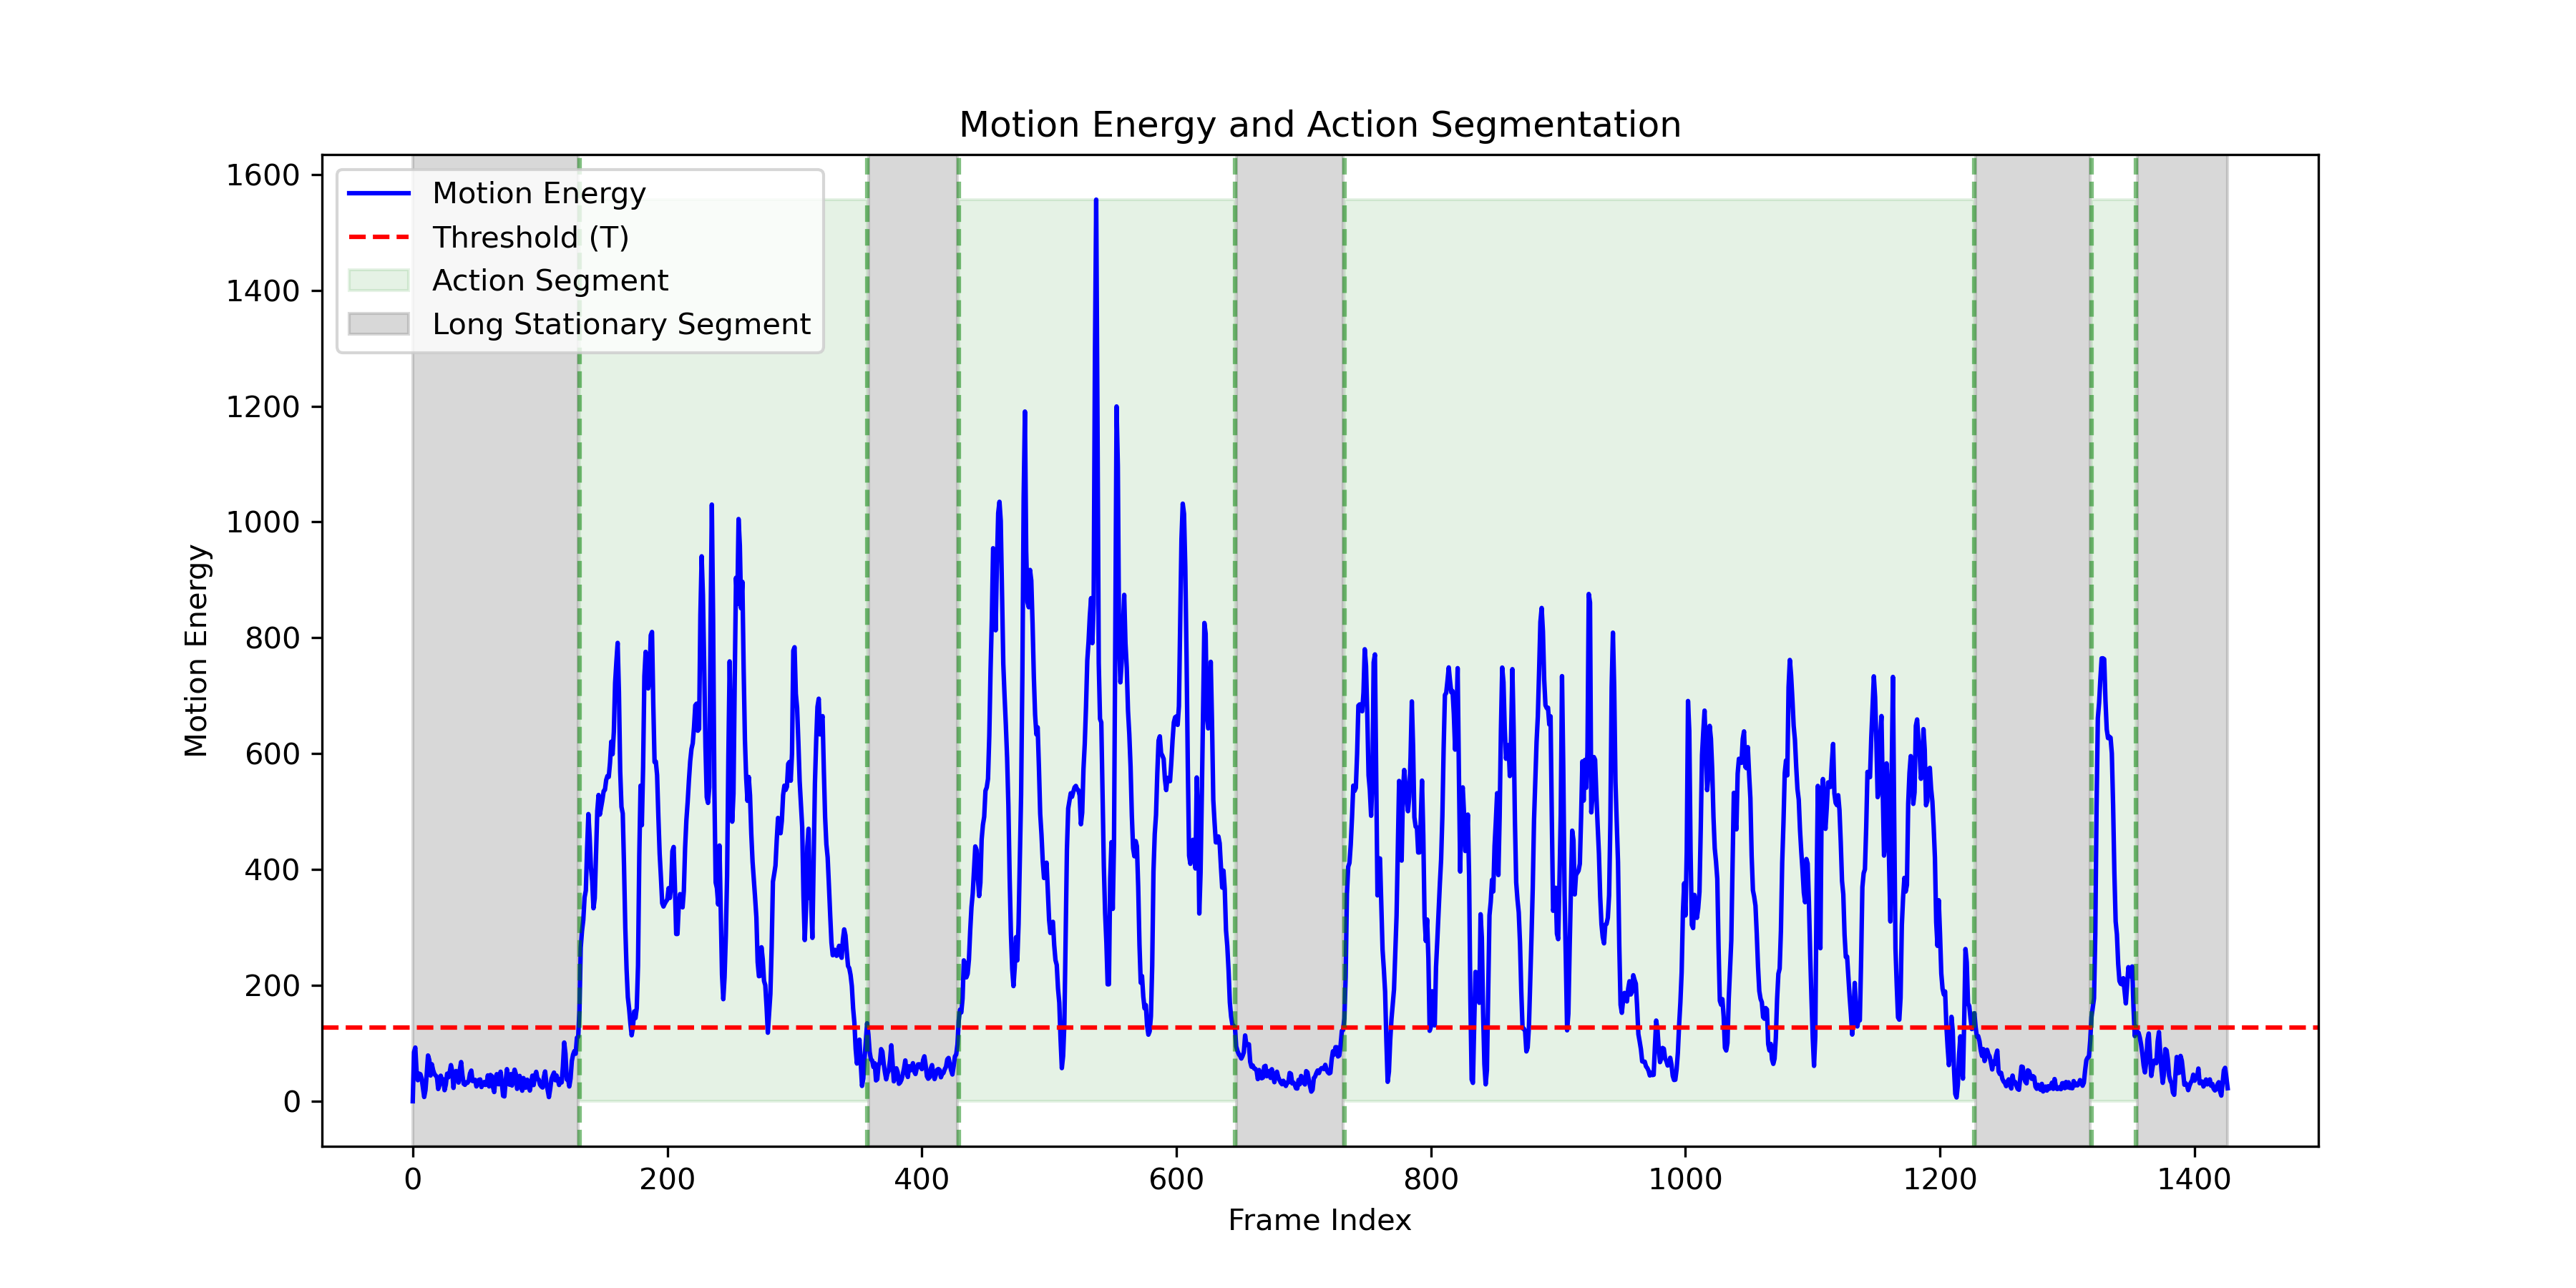 Motion Energy and Action Segmentation
1600
1400
1200
1000
800
600
400
200
0
Motion Energy
Motion Energy
Threshold (T)
Action Segment
Long Stationary Segment
0 200 400 600 800 1000 1200 1400
Frame Index